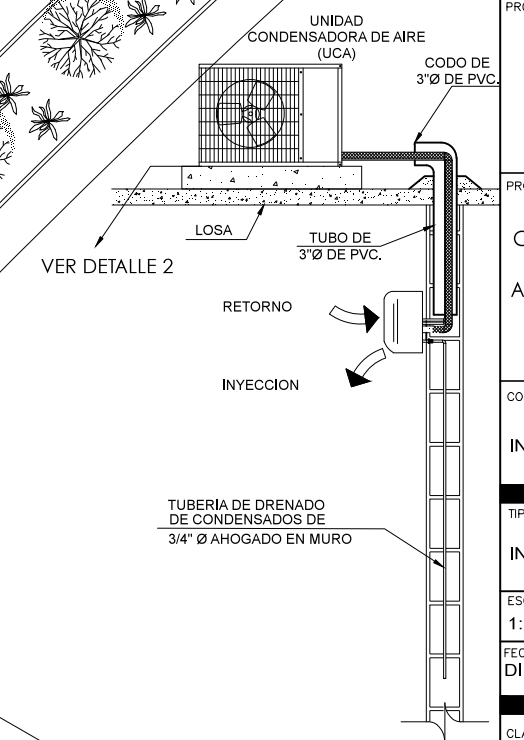 UNIDAD
CONDENSADORA DE AIRE
(UCA)
CODO DE
3"Ø DE PVC.
LOSA
TUBO DE
3"Ø DE PVC.
VER DETALLE 2
RETORNO
INYECCION
TUBERIA DE DRENADO
DE CONDENSADOS DE
3/4" Ø AHOGADO EN MURO
1: